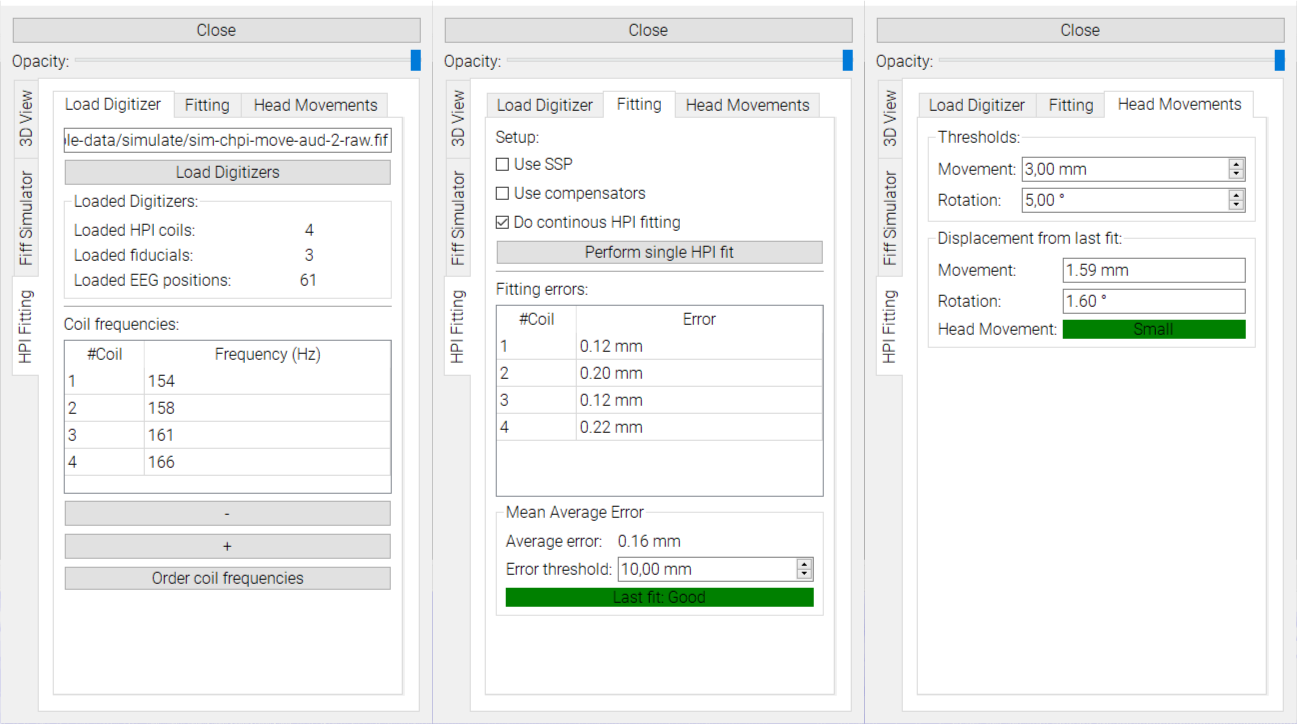 Close
Opacity:
3D View
Fiff Simulator
HPI Fitting
Load Digitizer Fitting Head Movements
le-data/simulate/sim-chpi-move-aud-2-raw.fif
Load Digitizers
Loaded Digitizers:
Loaded HPI coils: 4
Loaded fiducials: 3
Loaded EEG positions: 61
Coil frequencies:
#Coil Frequency (Hz)
1 154
2 158
3 161
4 166
-
+
Order coil frequencies
Close
Opacity:
3D View
Fiff Simulator
HPI Fitting
Load Digitizer Fitting Head Movements
Setup:
Use SSP
Use compensators
Do continous HPI fitting
Perform single HPI fit
Fitting errors:
#Coil Error
1 0.12 mm
2 0.20 mm
3 0.12 mm
4 0.22 mm
Mean Average Error
Average error: 0.16 mm
Error threshold: 10,00 mm
Last fit: Good
Close
Opacity:
3D View
Fiff Simulator
HPI Fitting
Load Digitizer Fitting Head Movements
Thresholds:
Movement: 3,00 mm
Rotation: 5,00 °
Displacement from last fit:
Movement: 1.59 mm
Rotation: 1.60 °
Head Movement: Small